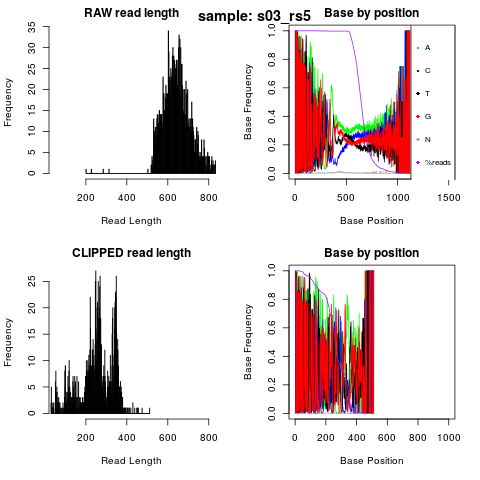 sample: s03_rs5
RAW read length
Frequency
0 5 10 15 20 25 30 35
200 400 600 800
Read Length
Base by position
Base Frequency
0.0 0.2 0.4 0.6 0.8 1.0
A
C
T
G
N
%reads
0 500 1000 1500
Base Position
CLIPPED read length
Frequency
0 5 10 15 20 25
200 400 600 800
Read Length
Base by position
Base Frequency
0.0 0.2 0.4 0.6 0.8 1.0
0 200 400 600 800 1000
Base Position